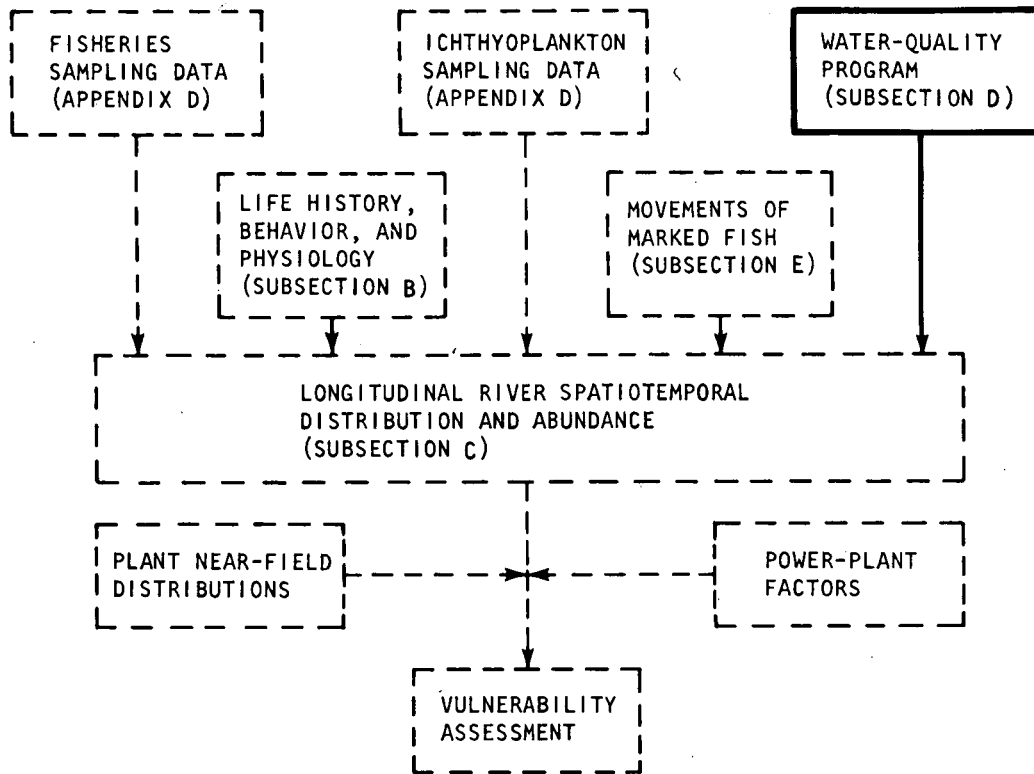 FISHERIES
SAMPLING DATA
(APPENDIX D)
ICHTHYOPLANKTON
SAMPLING DATA
(APPENDIX D)
WATER-QUALITY
PROGRAM
(SUBSECTION D)
LIFE HISTORY,
BEHAVIOR, AND
PHYSIOLOGY
(SUBSECTION B)
MOVEMENTS OF
MARKED FISH
(SUBSECTION E)
LONGITUDINAL RIVER SPATIOTEMPORAL
DISTRIBUTION AND ABUNDANCE
(SUBSECTION C)
PLANT NEAR-FIELD
DISTRIBUTIONS
POWER-PLANT
FACTORS
VULNERABILITY
ASSESSMENT